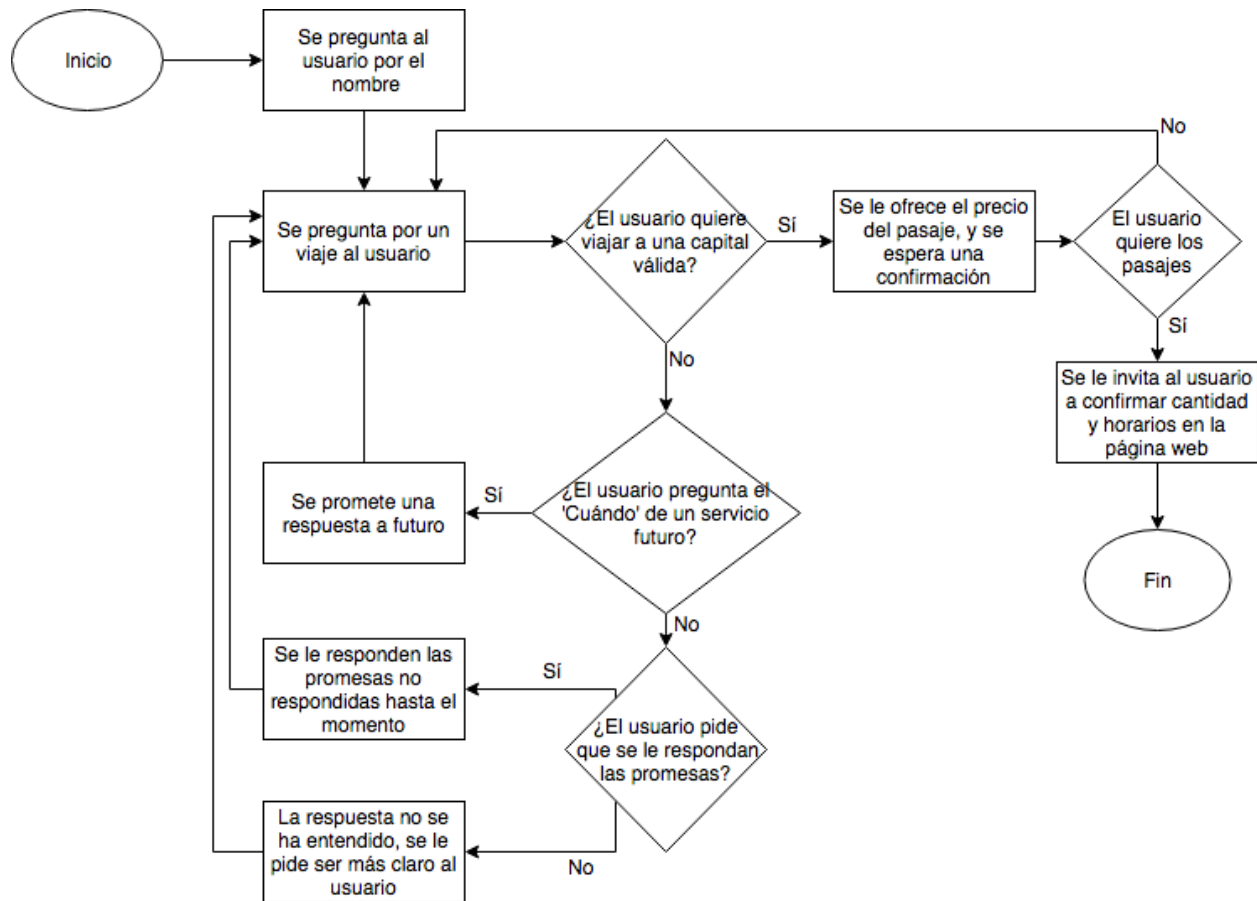 Inicio
Se pregunta al
usuario por el
nombre
No
Se pregunta por un
viaje al usuario
¿El usuario quiere
viajar a una capital
válida?
Sí
Se le ofrece el precio
del pasaje, y se
espera una
confirmación
El usuario
quiere los
pasajes
Sí
No
Se le invita al usuario
a confirmar cantidad
y horarios en la
página web
Se promete una
respuesta a futuro
Sí
¿El usuario pregunta el
'Cuándo' de un servicio
futuro?
Fin
No
Se le responden las
promesas no
respondidas hasta el
momento
Sí
¿El usuario pide
que se le respondan
las promesas?
La respuesta no se
ha entendido, se le
pide ser más claro al
usuario
No